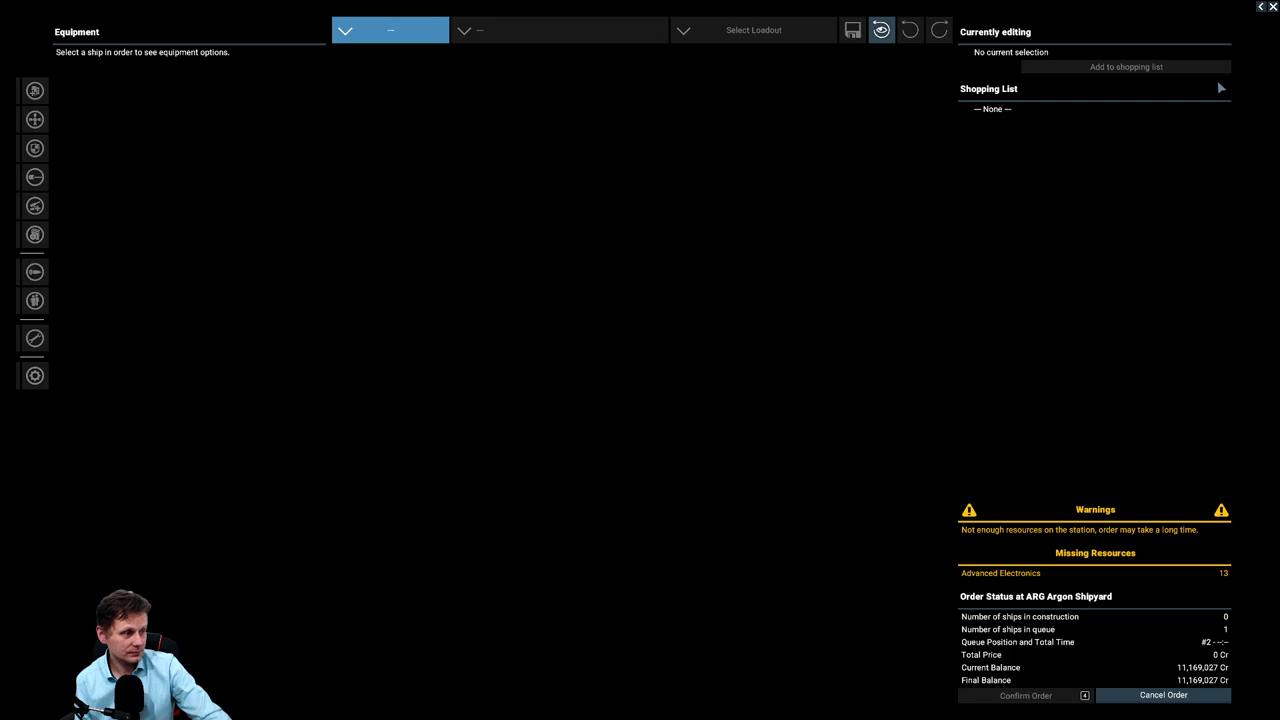 Equipment
Select a ship in order to see equipment options.
—
—
Select Loadout
Currently editing
No current selection
Add to shopping list
Shopping List
— None —
Warnings
Not enough resources on the station, order may take a long time.
Missing Resources
Advanced Electronics 13
Order Status at ARG Argon Shipyard
Number of ships in construction 0
Number of ships in queue 1
Queue Position and Total Time #2 - --:--
Total Price 0 Cr
Current Balance 11,169,027 Cr
Final Balance 11,169,027 Cr
Confirm Order 4
Cancel Order